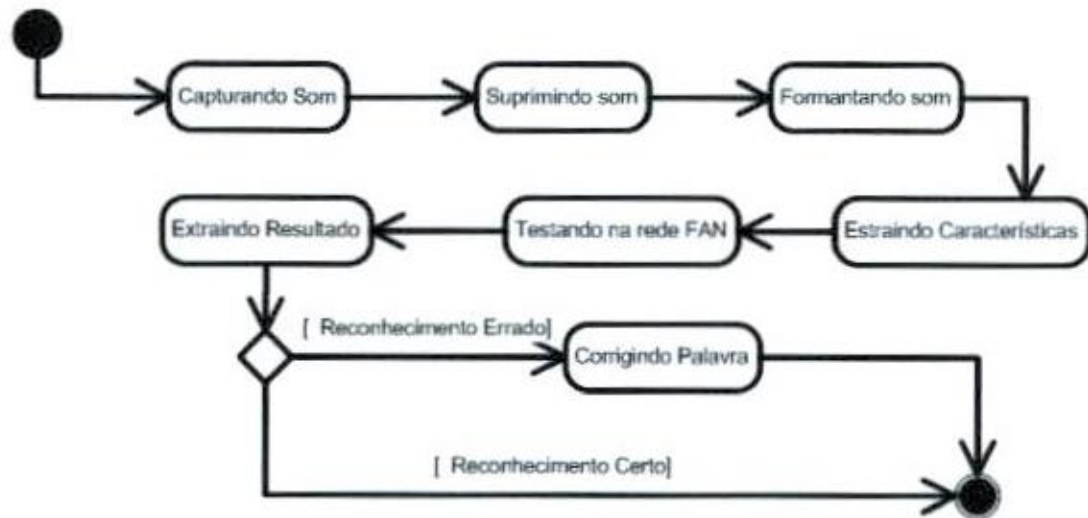 Capturando Som
Suprimindo som
Formantando som
Extraindo Resultado
Testando na rede FAN
Estraindo Características
[ Reconhecimento Errado]
Corrigindo Palavra
[ Reconhecimento Certo]